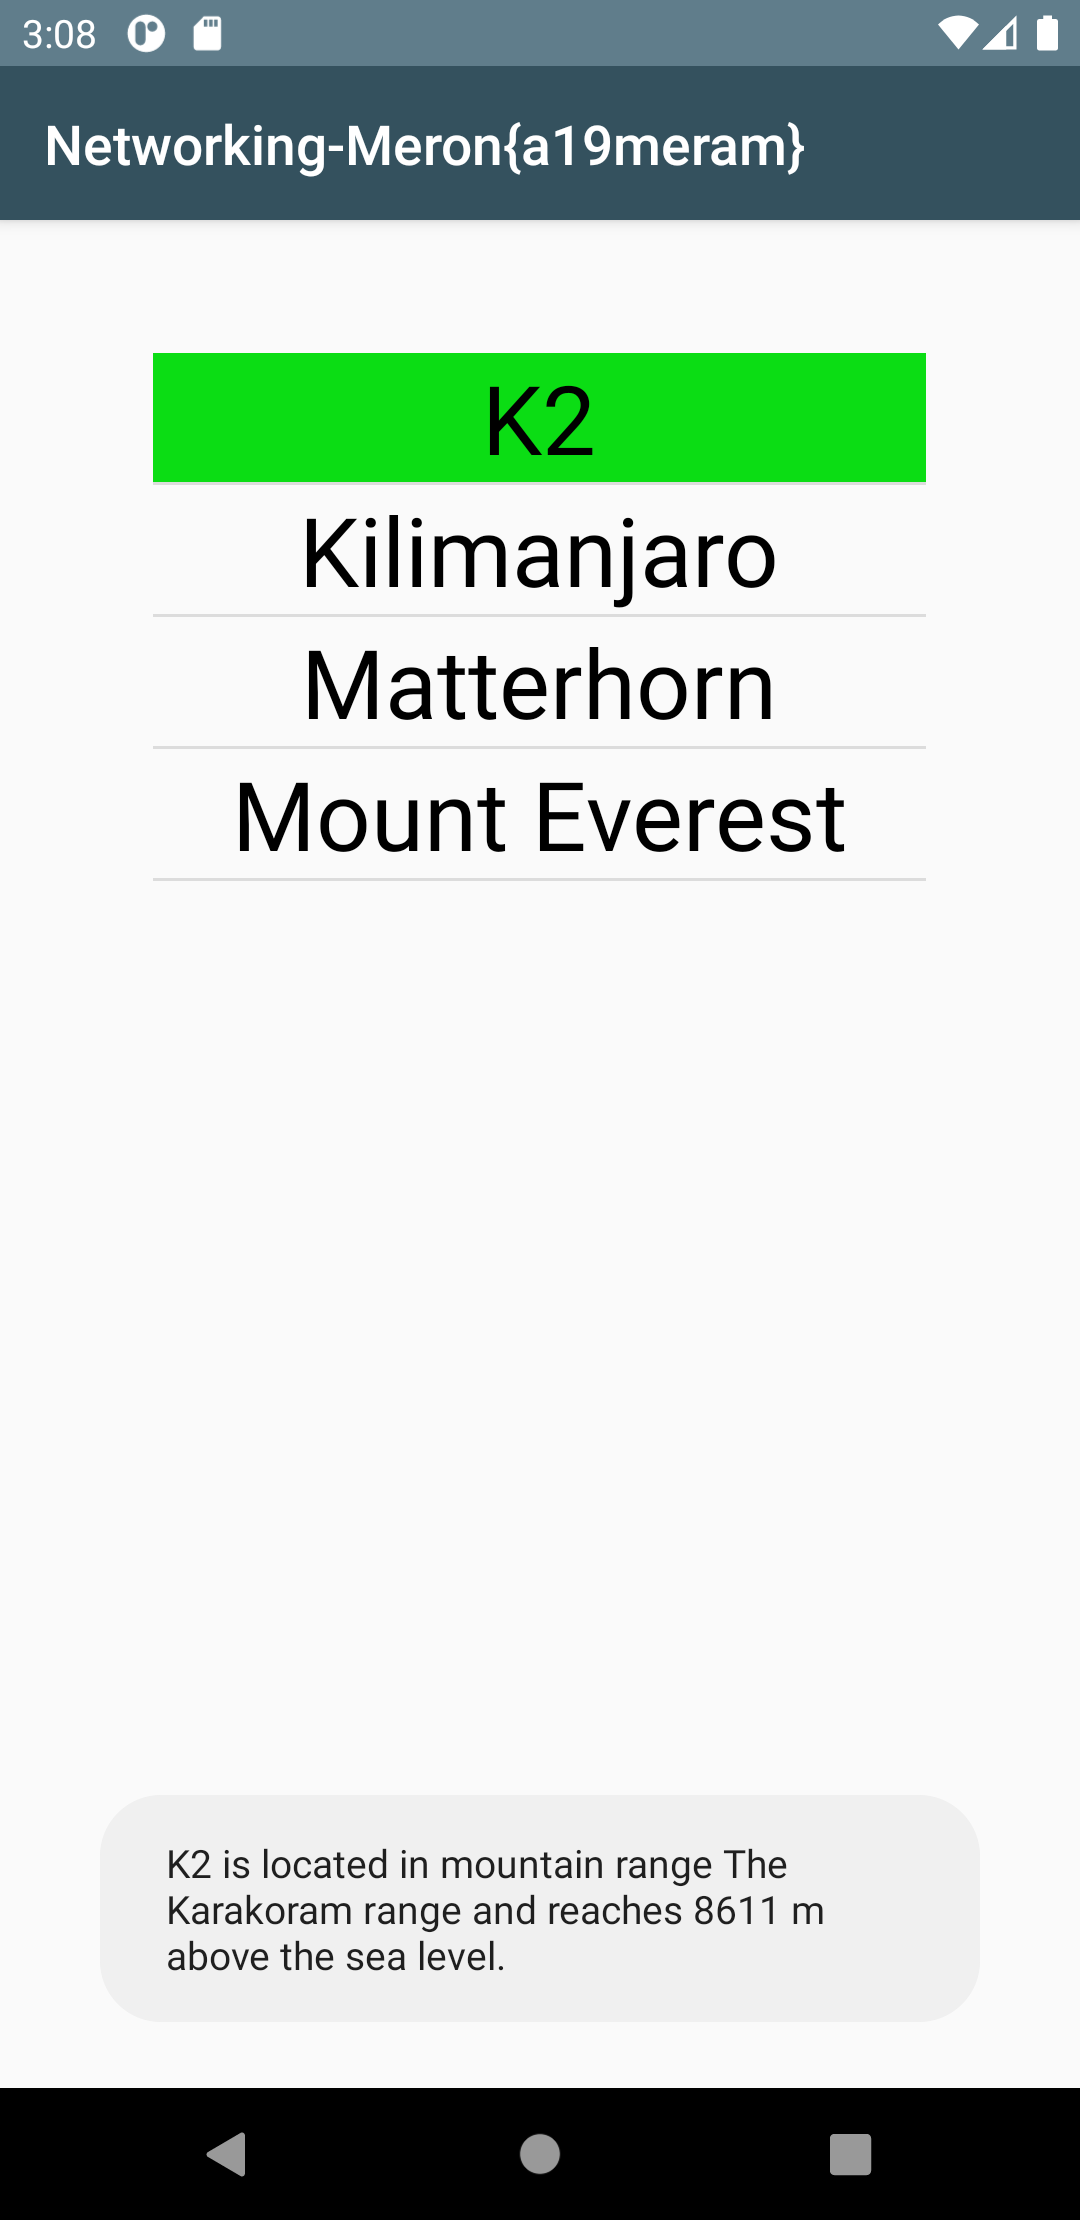 3:08
Networking-Meron{a19meram}
K2
Kilimanjaro
Matterhorn
Mount Everest
K2 is located in mountain range The
Karakoram range and reaches 8611 m
above the sea level.